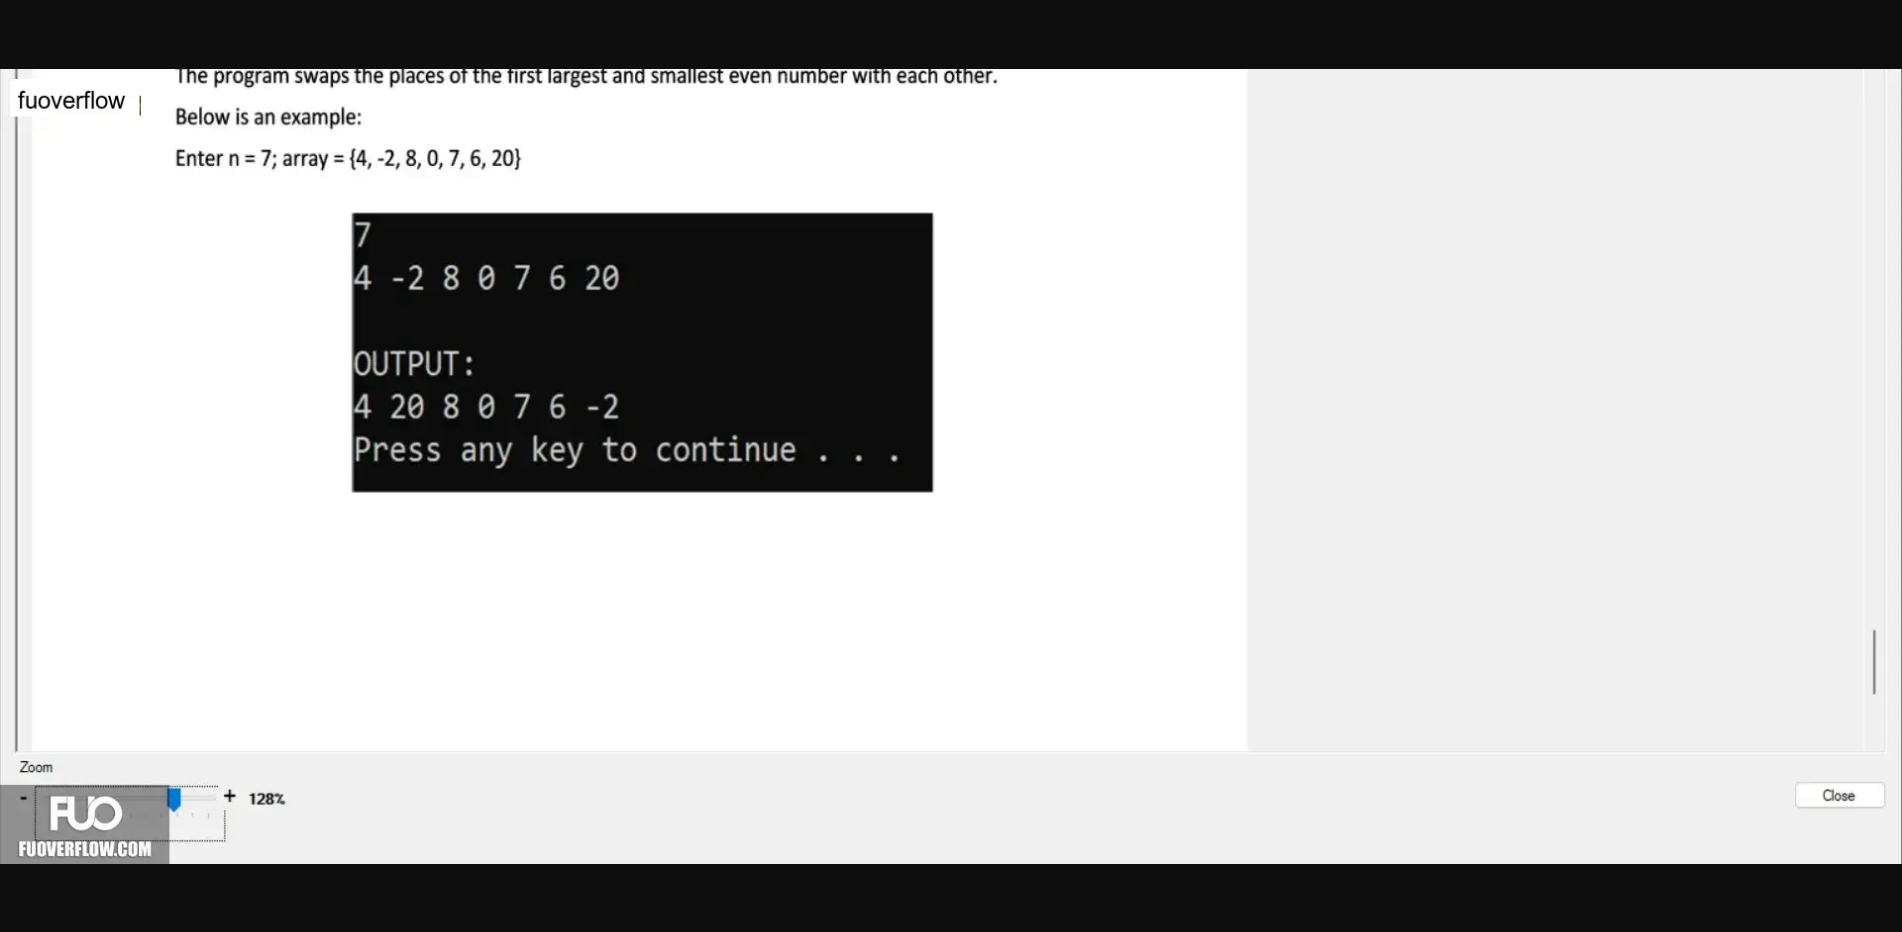 The program swaps the places of the first largest and smallest even number with each other.
fuoverflow
Below is an example:
Enter n = 7; array = {4, -2, 8, 0, 7, 6, 20}
7
4 -2 8 0 7 6 20
OUTPUT:
4 20 8 0 7 6 -2
Press any key to continue . . .
Zoom
- + 128%
Close
FUO
FUOVERFLOW.COM